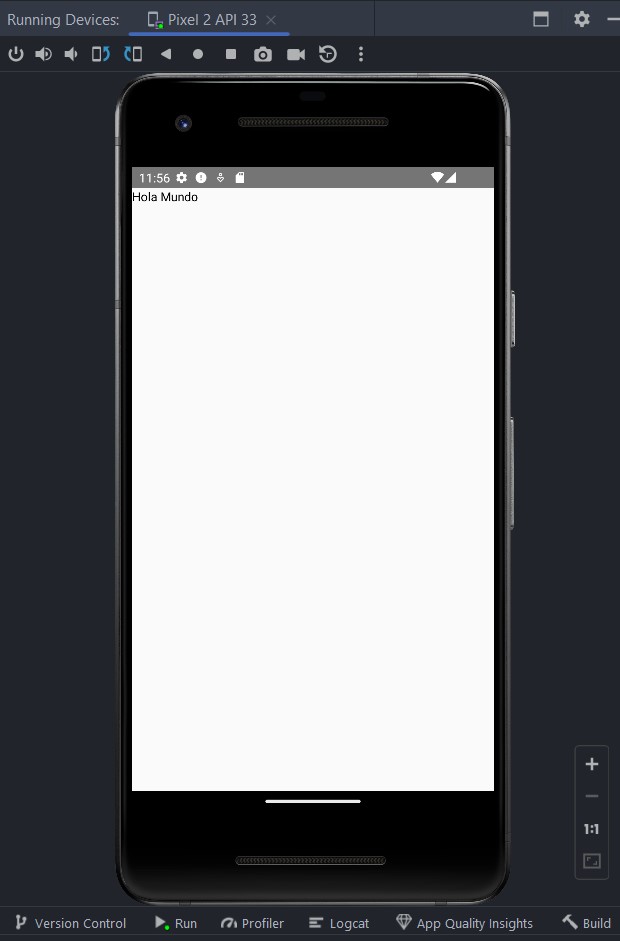 Running Devices: Pixel 2 API 33
11:56
Hola Mundo
1:1
Version Control Run Profiler Logcat App Quality Insights Build